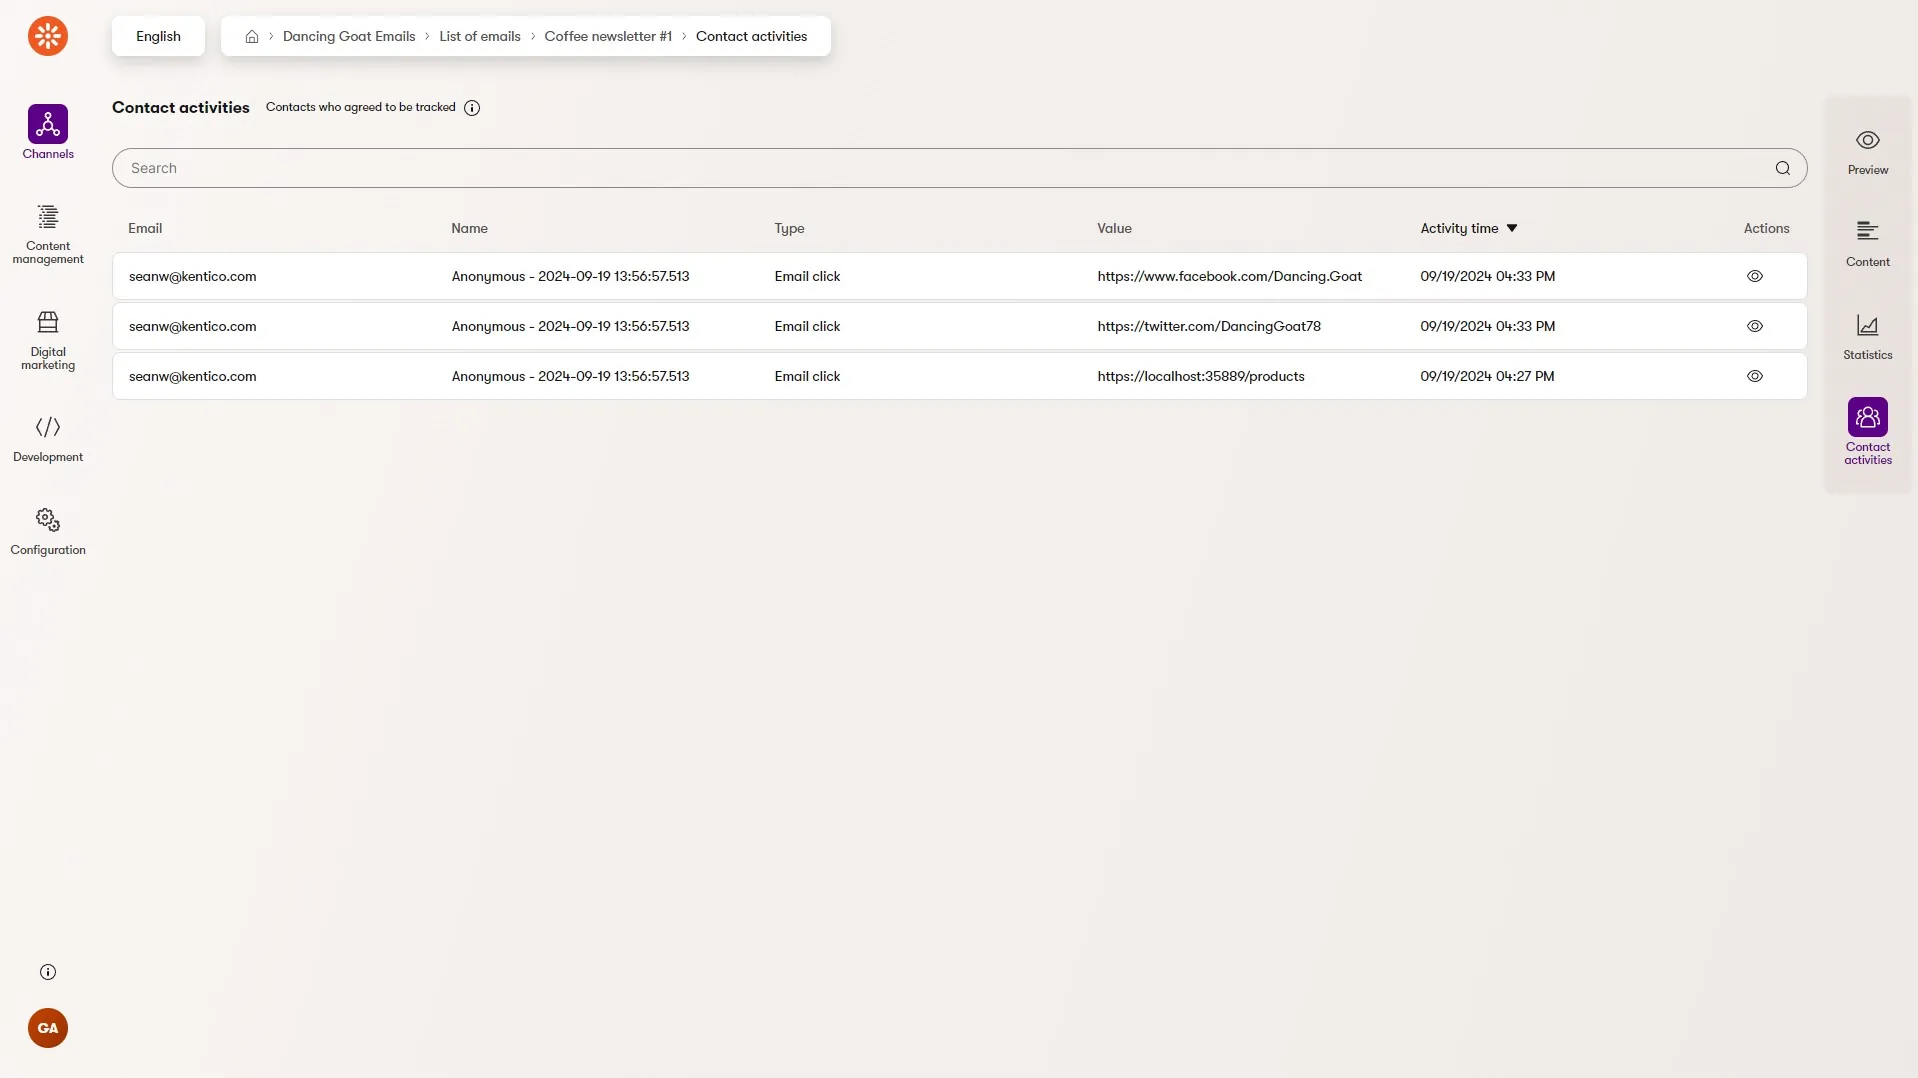 English
Dancing Goat Emails
List of emails
Coffee newsletter #1
Contact activities
Contact activities
Contacts who agreed to be tracked
Search
Email Name Type Value Activity time Actions
seanw@kentico.com Anonymous - 2024-09-19 13:56:57.513 Email click https://www.facebook.com/Dancing.Goat 09/19/2024 04:33 PM
seanw@kentico.com Anonymous - 2024-09-19 13:56:57.513 Email click https://twitter.com/DancingGoat78 09/19/2024 04:33 PM
seanw@kentico.com Anonymous - 2024-09-19 13:56:57.513 Email click https://localhost:35889/products 09/19/2024 04:27 PM
Channels
Content
management
Digital
marketing
Development
Configuration
GA
Preview
Content
Statistics
Contact
activities